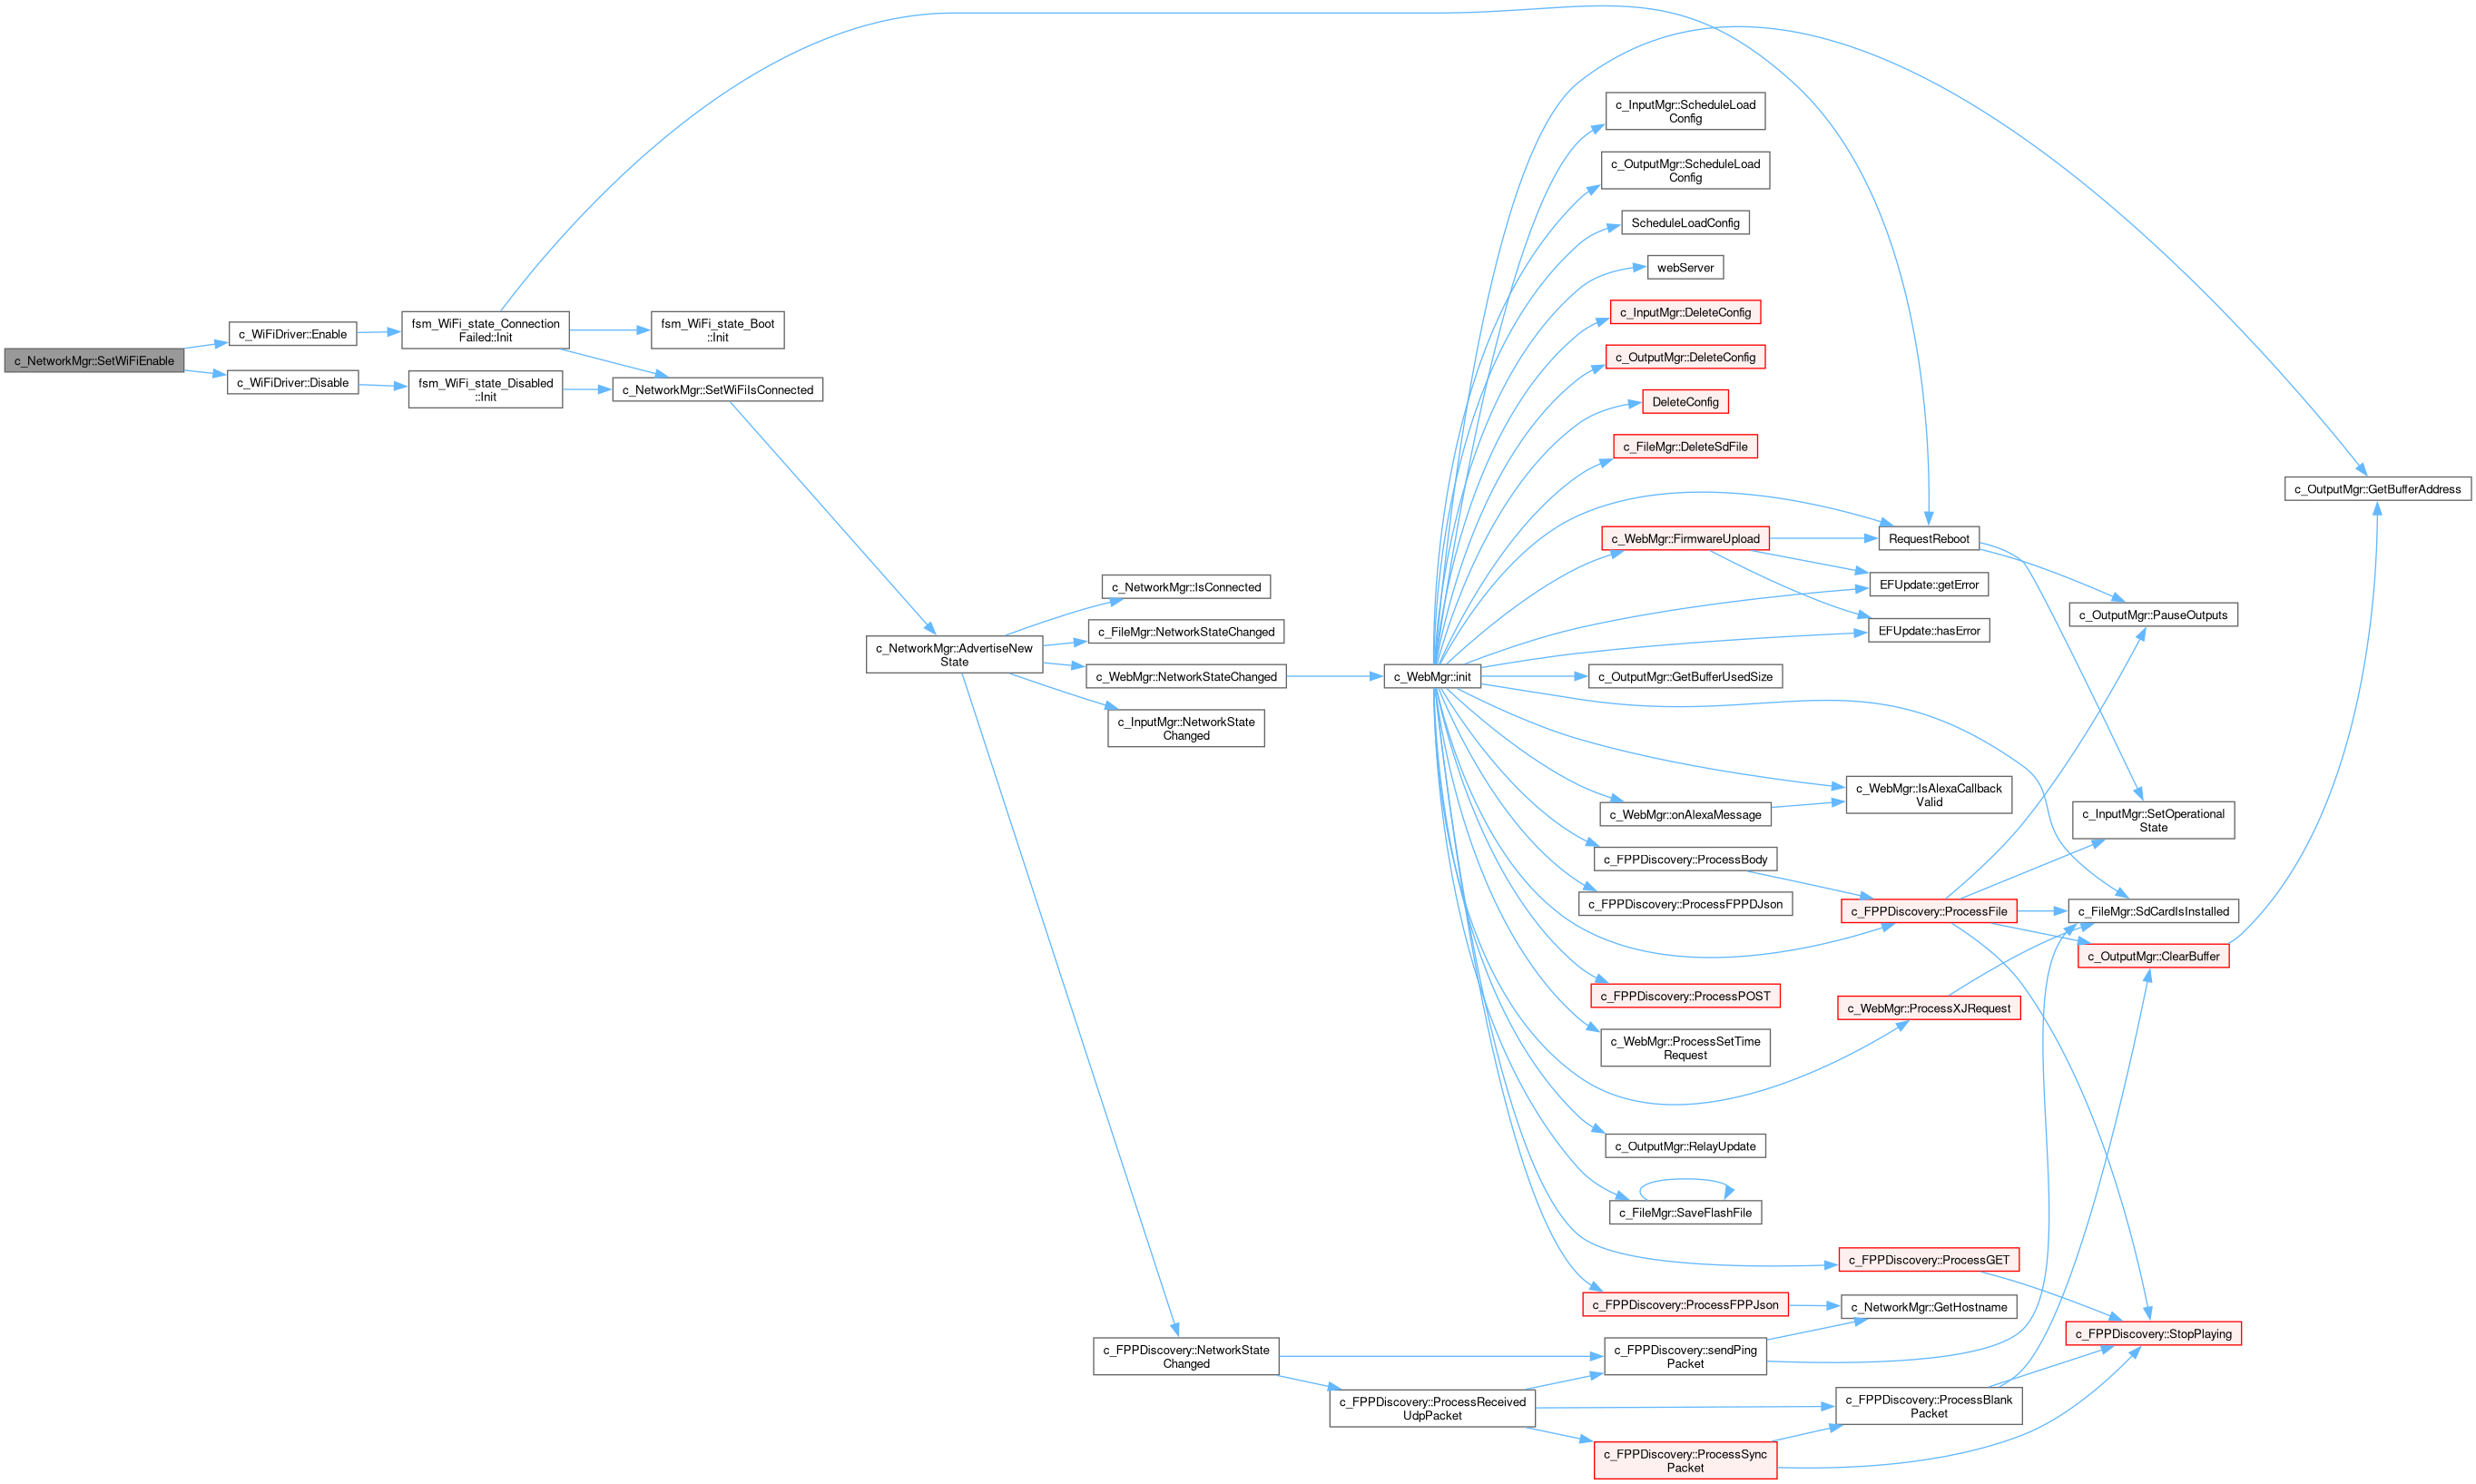 c_NetworkMgr::SetWiFiEnable
c_WiFiDriver::Enable
c_WiFiDriver::Disable
fsm_WiFi_state_Connection
Failed::Init
fsm_WiFi_state_Disabled
::Init
fsm_WiFi_state_Boot
::Init
c_NetworkMgr::SetWiFiIsConnected
c_NetworkMgr::AdvertiseNew
State
c_NetworkMgr::IsConnected
c_FileMgr::NetworkStateChanged
c_WebMgr::NetworkStateChanged
c_InputMgr::NetworkState
Changed
c_FPPDiscovery::NetworkState
Changed
c_FPPDiscovery::ProcessReceived
UdpPacket
c_WebMgr::init
c_InputMgr::ScheduleLoad
Config
c_OutputMgr::ScheduleLoad
Config
ScheduleLoadConfig
webServer
c_InputMgr::DeleteConfig
c_OutputMgr::DeleteConfig
DeleteConfig
c_FileMgr::DeleteSdFile
c_WebMgr::FirmwareUpload
c_OutputMgr::GetBufferUsedSize
c_WebMgr::onAlexaMessage
c_FPPDiscovery::ProcessBody
c_FPPDiscovery::ProcessFPPDJson
c_FPPDiscovery::ProcessPOST
c_WebMgr::ProcessSetTime
Request
c_OutputMgr::RelayUpdate
c_FileMgr::SaveFlashFile
c_FPPDiscovery::ProcessFPPJson
c_FPPDiscovery::sendPing
Packet
c_FPPDiscovery::ProcessSync
Packet
RequestReboot
EFUpdate::getError
EFUpdate::hasError
c_WebMgr::IsAlexaCallback
Valid
c_FPPDiscovery::ProcessFile
c_WebMgr::ProcessXJRequest
c_FPPDiscovery::ProcessGET
c_NetworkMgr::GetHostname
c_FPPDiscovery::ProcessBlank
Packet
c_OutputMgr::PauseOutputs
c_InputMgr::SetOperational
State
c_FileMgr::SdCardIsInstalled
c_OutputMgr::ClearBuffer
c_FPPDiscovery::StopPlaying
c_OutputMgr::GetBufferAddress